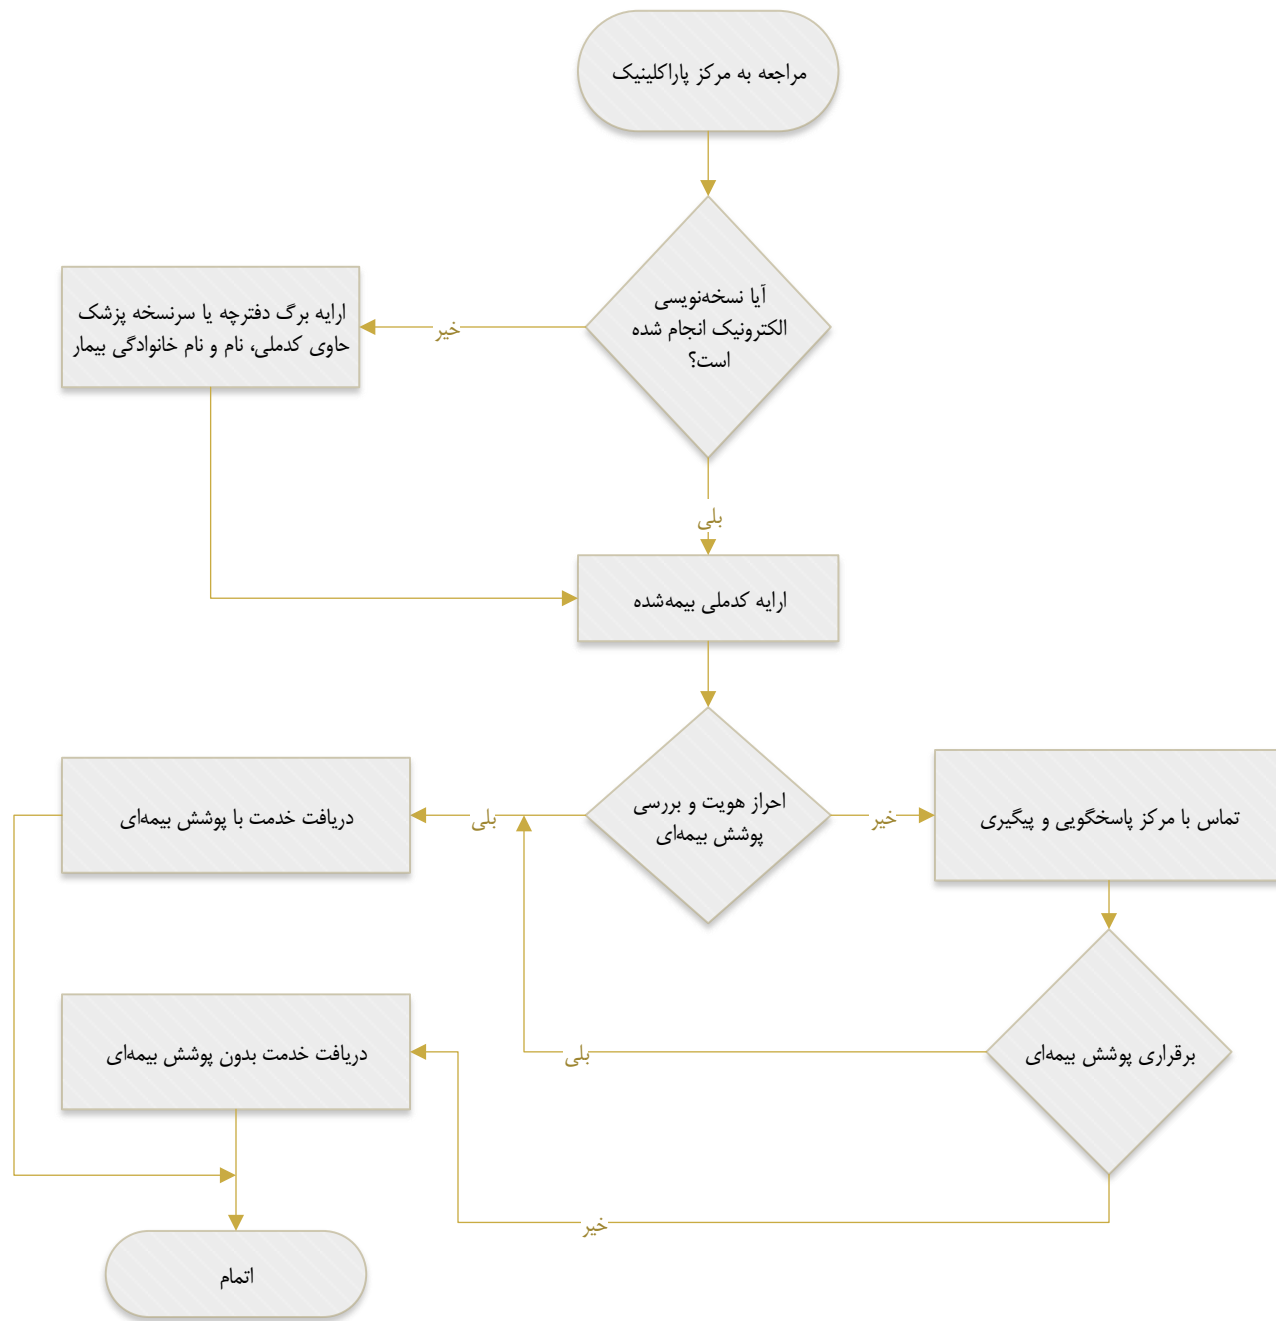 مراجعه به مرکز پاراکلینیک
آیا نسخه‌نویسی
الکترونیک انجام شده
است؟
خیر
ارایه برگ دفترچه یا سرنسخه پزشک
حاوی کدملی، نام و نام خانوادگی بیمار
بلی
ارایه کدملی بیمه‌شده
احراز هویت و بررسی
پوشش بیمه‌ای
خیر
تماس با مرکز پاسخگویی و پیگیری
بلی
دریافت خدمت با پوشش بیمه‌ای
برقراری پوشش بیمه‌ای
بلی
دریافت خدمت بدون پوشش بیمه‌ای
خیر
اتمام